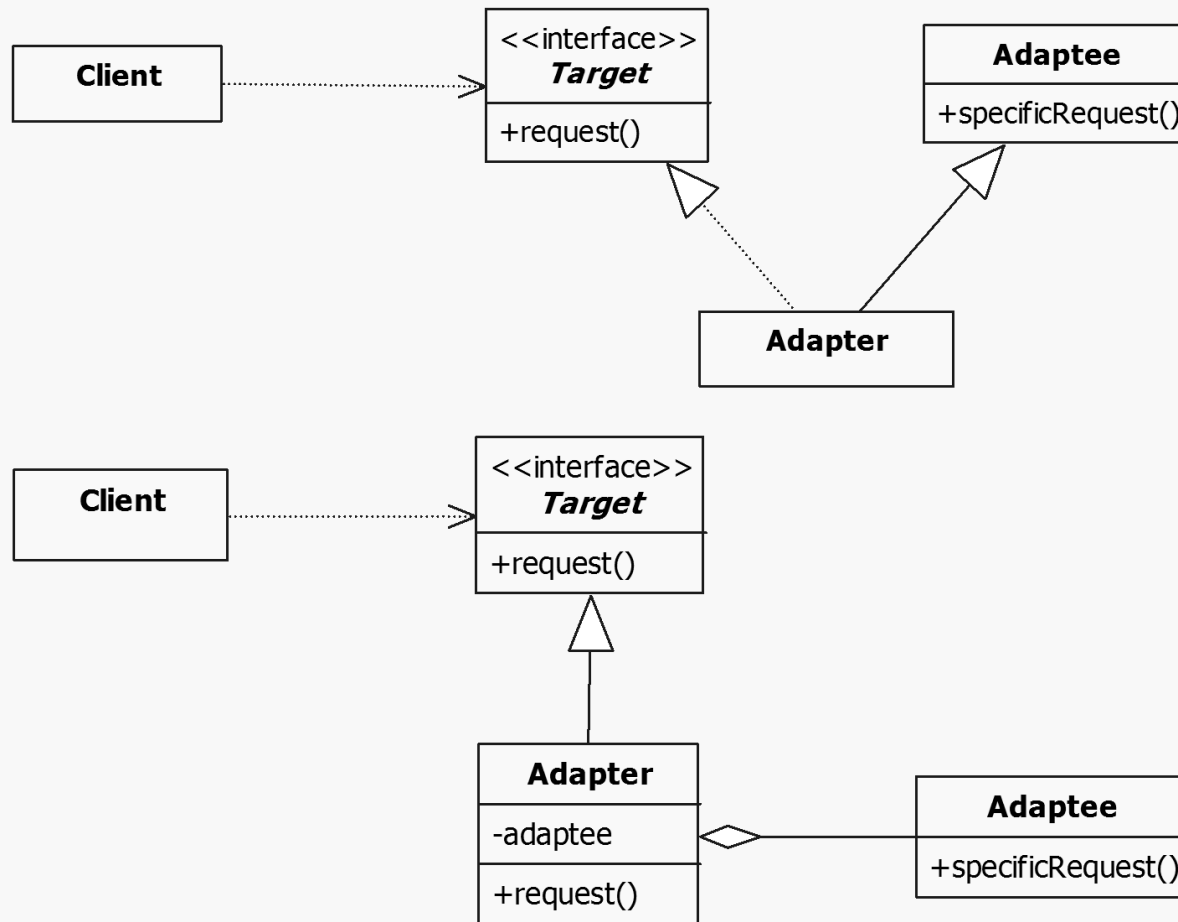 Client
<<interface>>
Target
+request()
Adaptee
+specificRequest()
Adapter
Client
<<interface>>
Target
+request()
Adapter
-adaptee
+request()
Adaptee
+specificRequest()